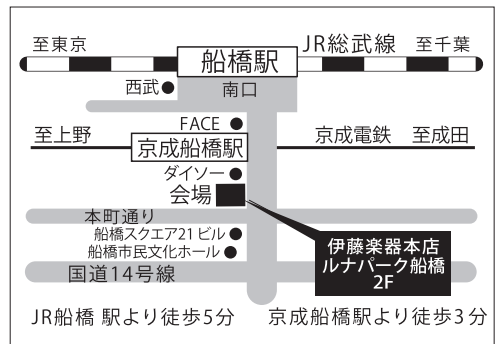 至東京
船橋駅
JR総武線
至千葉
西武
南口
FACE
至上野
京成船橋駅
京成電鉄
至成田
ダイソー
会場
本町通り
船橋スクエア21ビル
船橋市民文化ホール
伊藤楽器本店
ルナパーク船橋
2F
国道14号線
JR船橋 駅より徒歩5分
京成船橋駅より徒歩3分